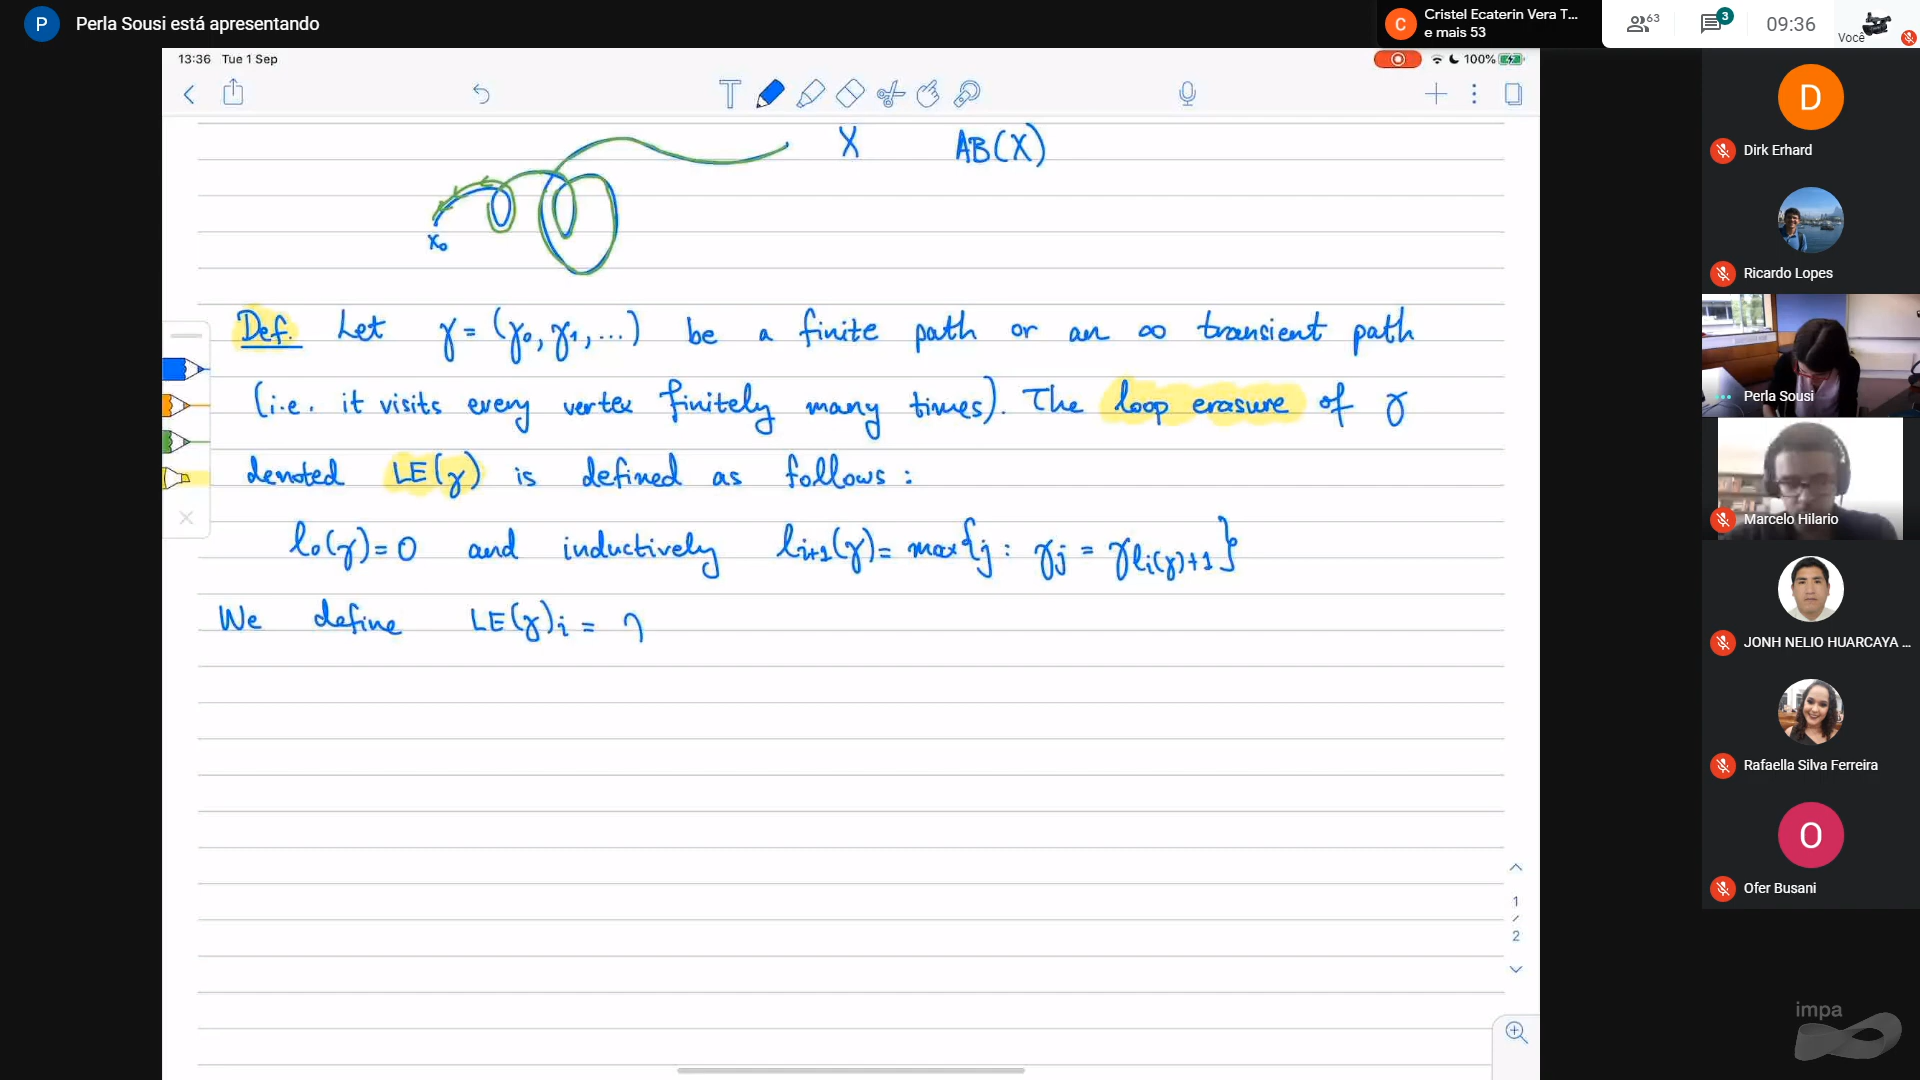 P Perla Sousi está apresentando
C Cristel Ecaterin Vera T...
e mais 53
63
3
09:36
Você
13:36 Tue 1 Sep
100%
X AB(X)
x₀
Def. Let γ = (γ₀, γ₁, ...) be a finite path or an ∞ transient path
(i.e. it visits every vertex finitely many times). The loop erasure of γ
denoted LE(γ) is defined as follows:
l₀(γ) = 0 and inductively lᵢ₊₁(γ) = max{j : γⱼ = γ_{lᵢ(γ)+1}}
We define LE(γ)ᵢ =
1
/
2
D
Dirk Erhard
Ricardo Lopes
Perla Sousi
Marcelo Hilario
JONH NELIO HUARCAYA ...
Rafaella Silva Ferreira
O
Ofer Busani
impa